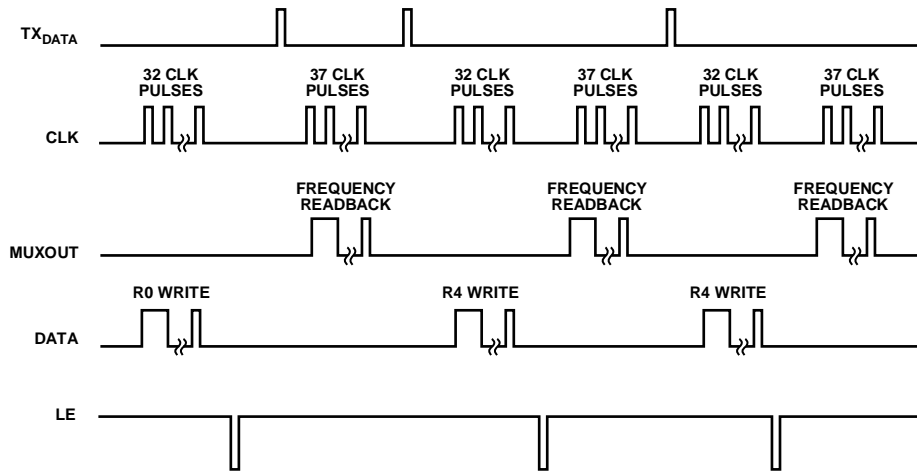 TXDATA
32 CLK PULSES
37 CLK PULSES
32 CLK PULSES
37 CLK PULSES
32 CLK PULSES
37 CLK PULSES
CLK
FREQUENCY READBACK
FREQUENCY READBACK
FREQUENCY READBACK
MUXOUT
R0 WRITE
R4 WRITE
R4 WRITE
DATA
LE